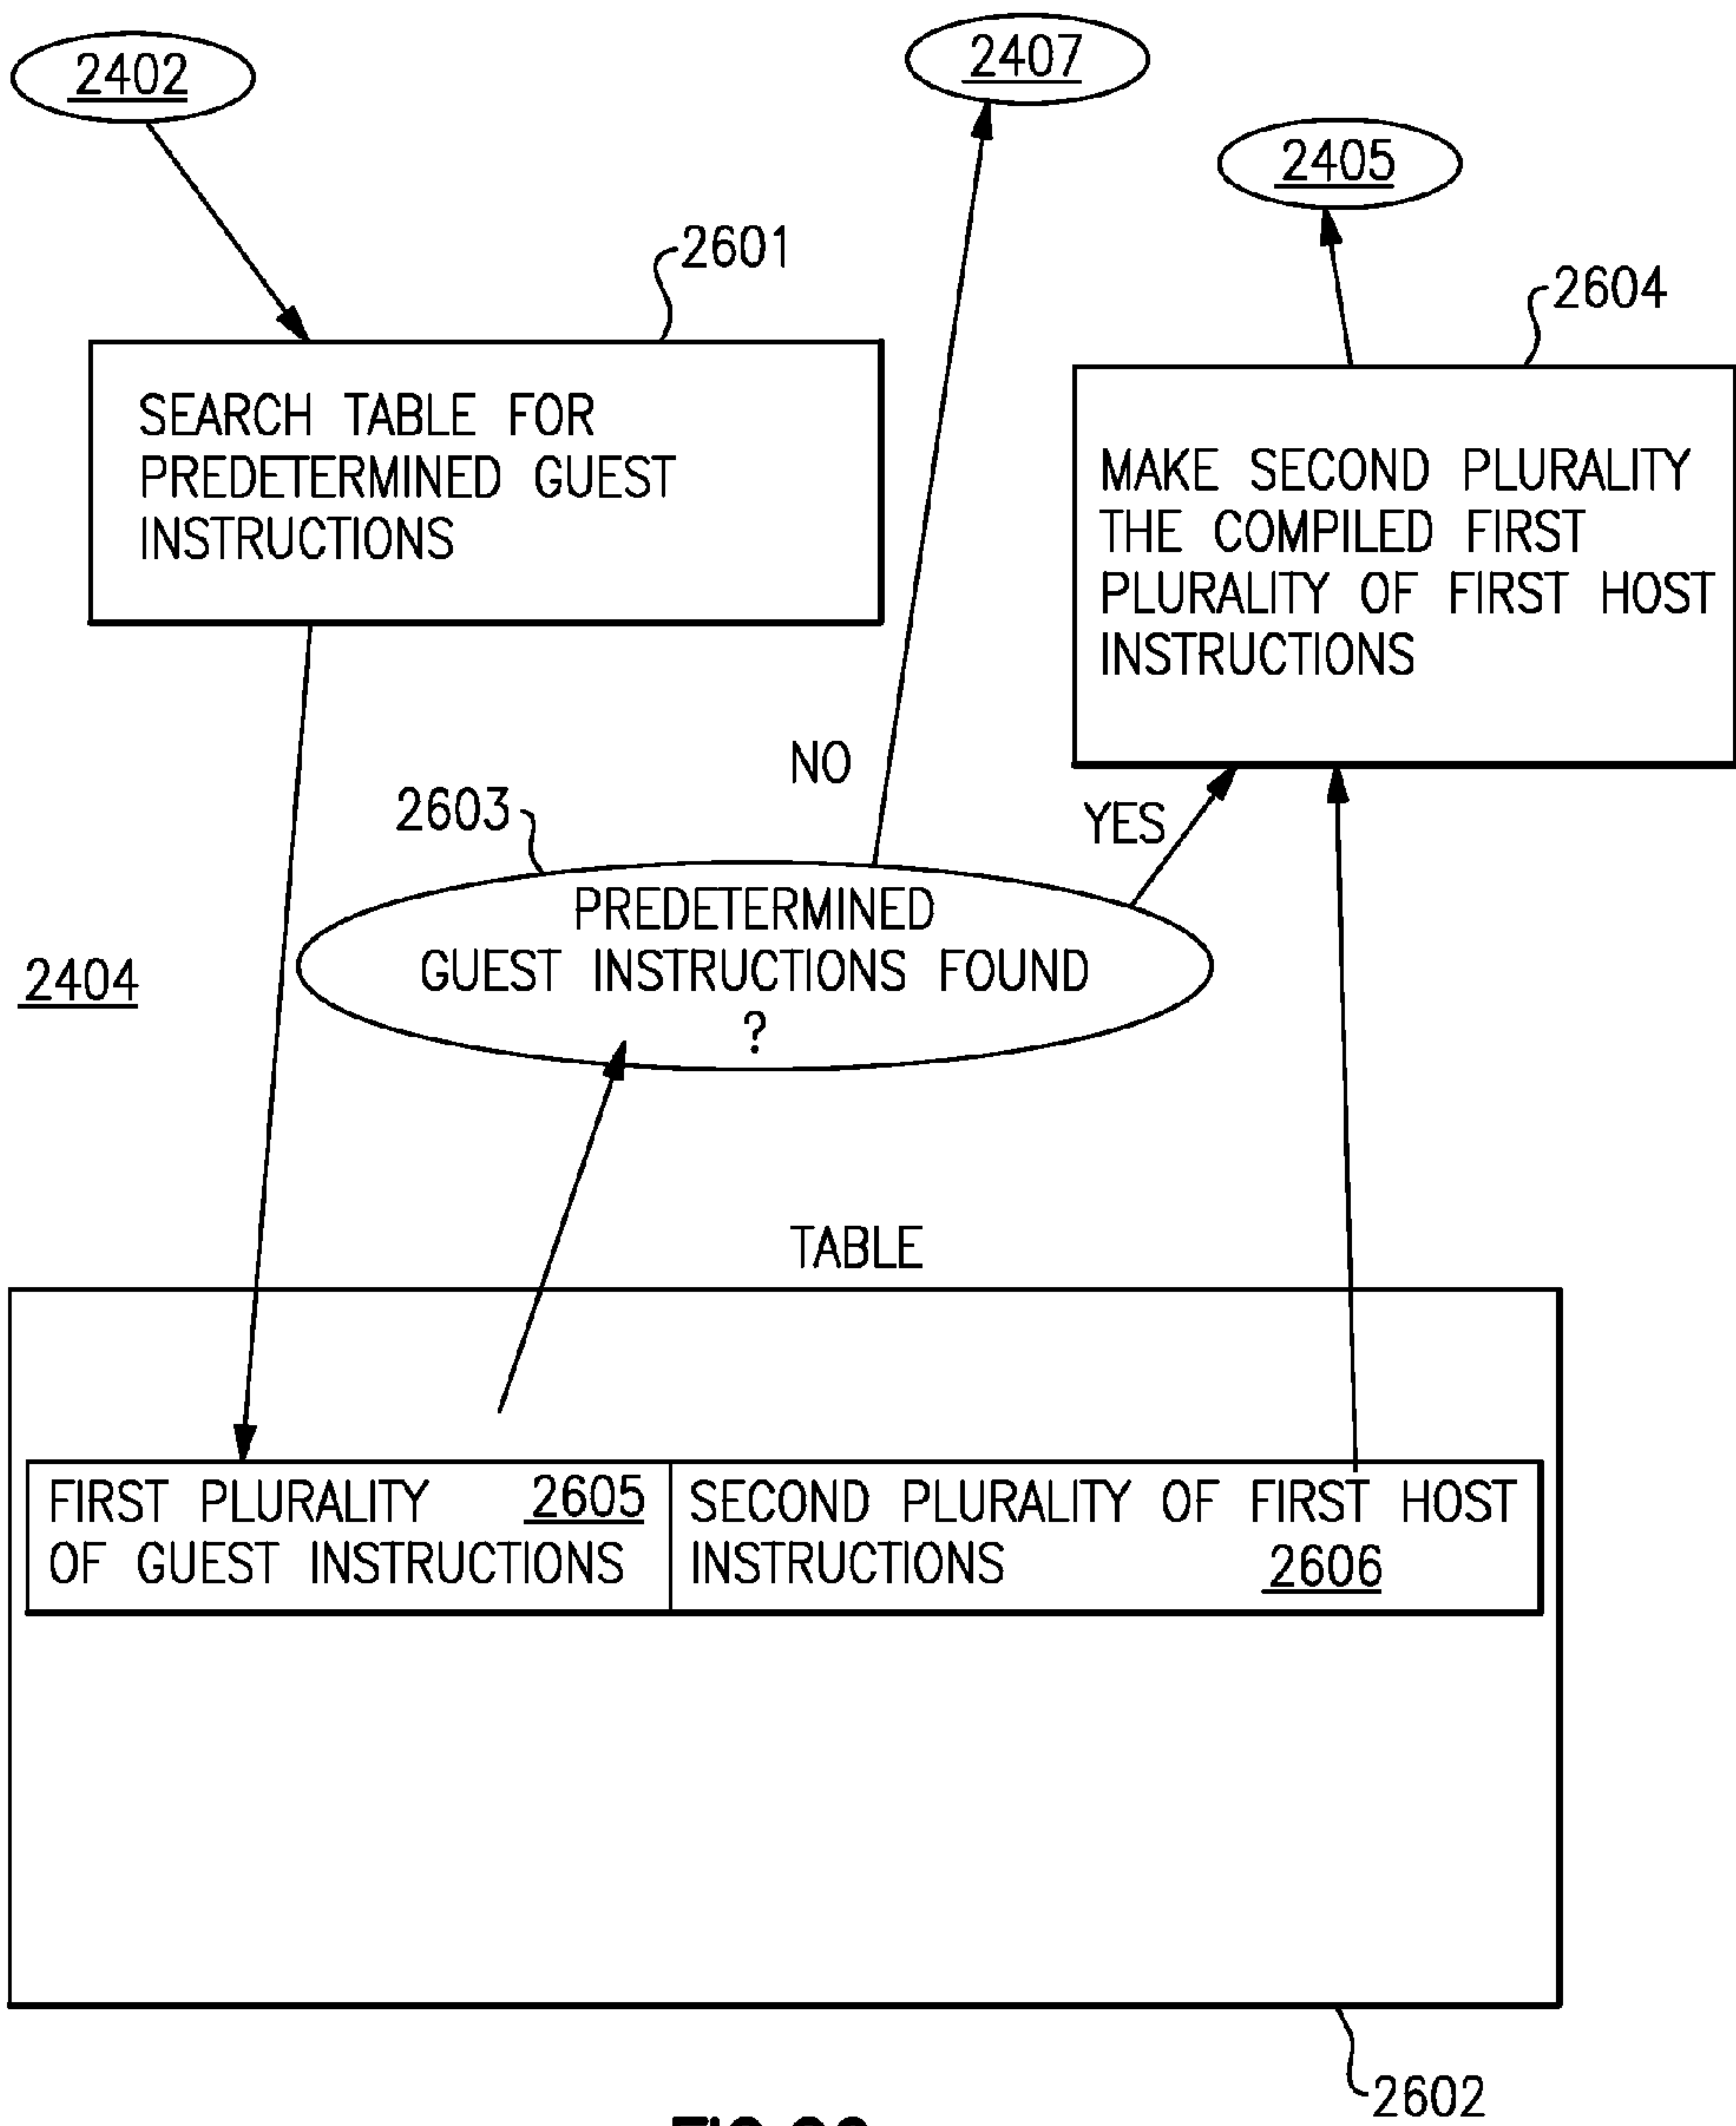 2402
2407
2405
2601
2604
SEARCH TABLE FOR
PREDETERMINED GUEST
INSTRUCTIONS
MAKE SECOND PLURALITY
THE COMPILED FIRST
PLURALITY OF FIRST HOST
INSTRUCTIONS
NO
YES
2603
PREDETERMINED
GUEST INSTRUCTIONS FOUND
?
2404
TABLE
FIRST PLURALITY 2605
OF GUEST INSTRUCTIONS
SECOND PLURALITY OF FIRST HOST
INSTRUCTIONS 2606
2602